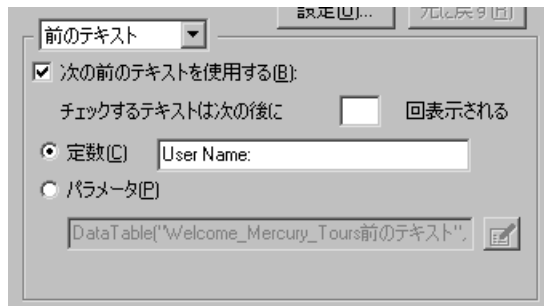 設定(U)... 元に戻す(H)
前のテキスト
次の前のテキストを使用する(B):
チェックするテキストは次の後に 回表示される
定数(C) User Name:
パラメータ(P)
DataTable("Welcome_Mercury_Tours前のテキスト",